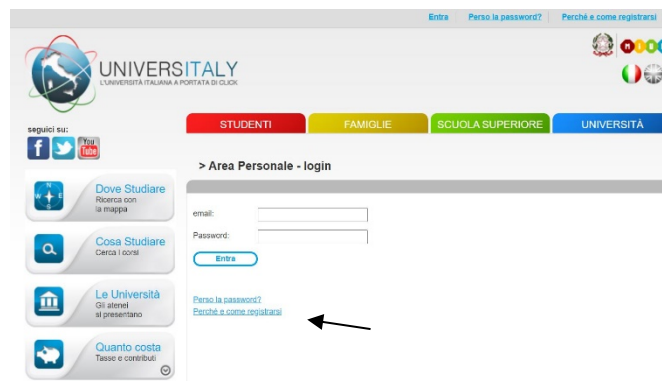 Entra Perso la password? Perché e come registrarsi
UNIVERSITALY
L'UNIVERSITÀ ITALIANA A PORTATA DI CLICK
seguici su:
f You Tube
STUDENTI FAMIGLIE SCUOLA SUPERIORE UNIVERSITÀ
> Area Personale - login
N
W E
S
Dove Studiare
Ricerca con
la mappa
email:
Password:
Entra
Cosa Studiare
Cerca i corsi
Le Università
Gli atenei
si presentano
Perso la password?
Perché e come registrarsi
Quanto costa
Tasse e contributi